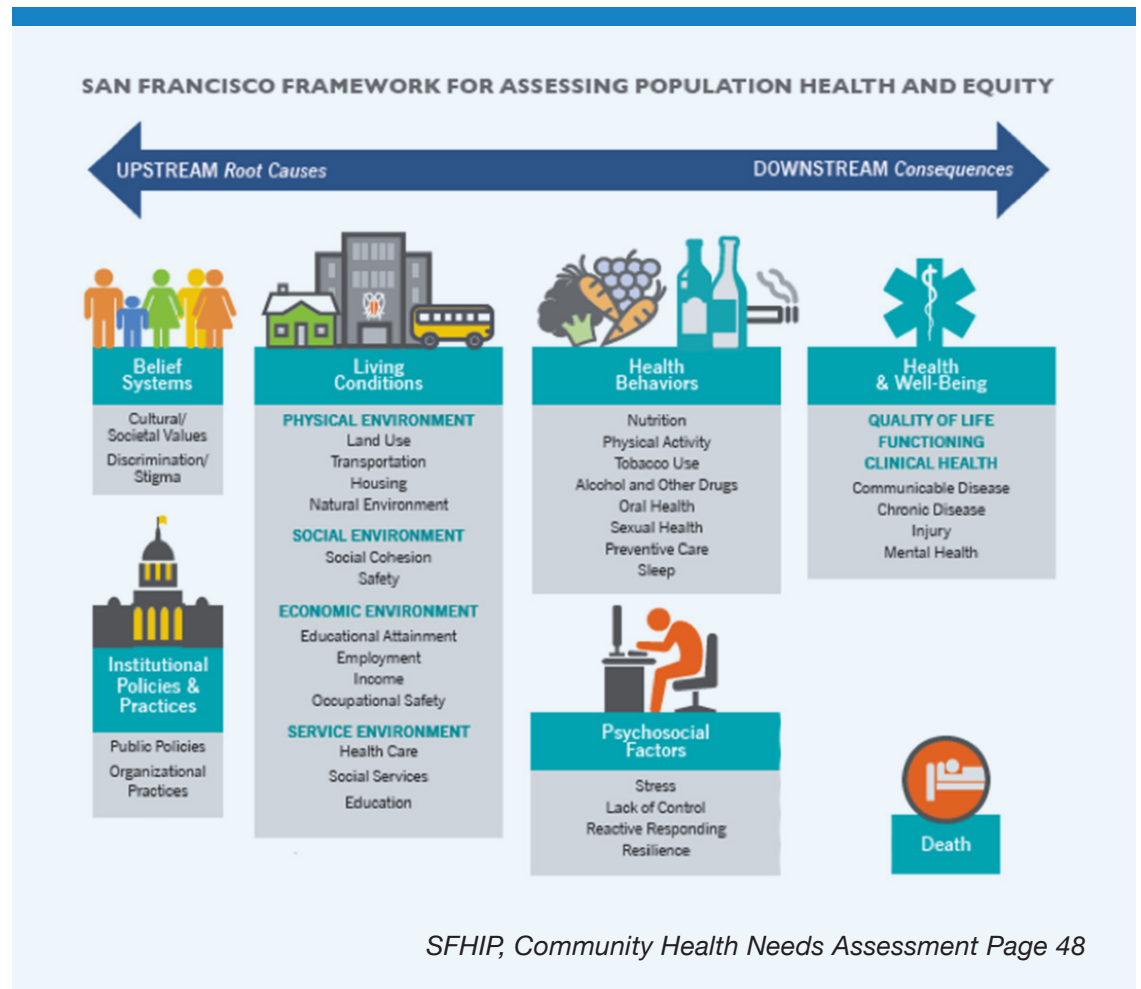 SAN FRANCISCO FRAMEWORK FOR ASSESSING POPULATION HEALTH AND EQUITY
UPSTREAM Root Causes
DOWNSTREAM Consequences
Belief
Systems
Cultural/
Societal Values
Discrimination/
Stigma
Institutional
Policies &
Practices
Public Policies
Organizational
Practices
Living
Conditions
PHYSICAL ENVIRONMENT
Land Use
Transportation
Housing
Natural Environment
SOCIAL ENVIRONMENT
Social Cohesion
Safety
ECONOMIC ENVIRONMENT
Educational Attainment
Employment
Income
Occupational Safety
SERVICE ENVIRONMENT
Health Care
Social Services
Education
Health
Behaviors
Nutrition
Physical Activity
Tobacco Use
Alcohol and Other Drugs
Oral Health
Sexual Health
Preventive Care
Sleep
Psychosocial
Factors
Stress
Lack of Control
Reactive Responding
Resilience
Health
& Well-Being
QUALITY OF LIFE
FUNCTIONING
CLINICAL HEALTH
Communicable Disease
Chronic Disease
Injury
Mental Health
Death
SFHIP, Community Health Needs Assessment Page 48